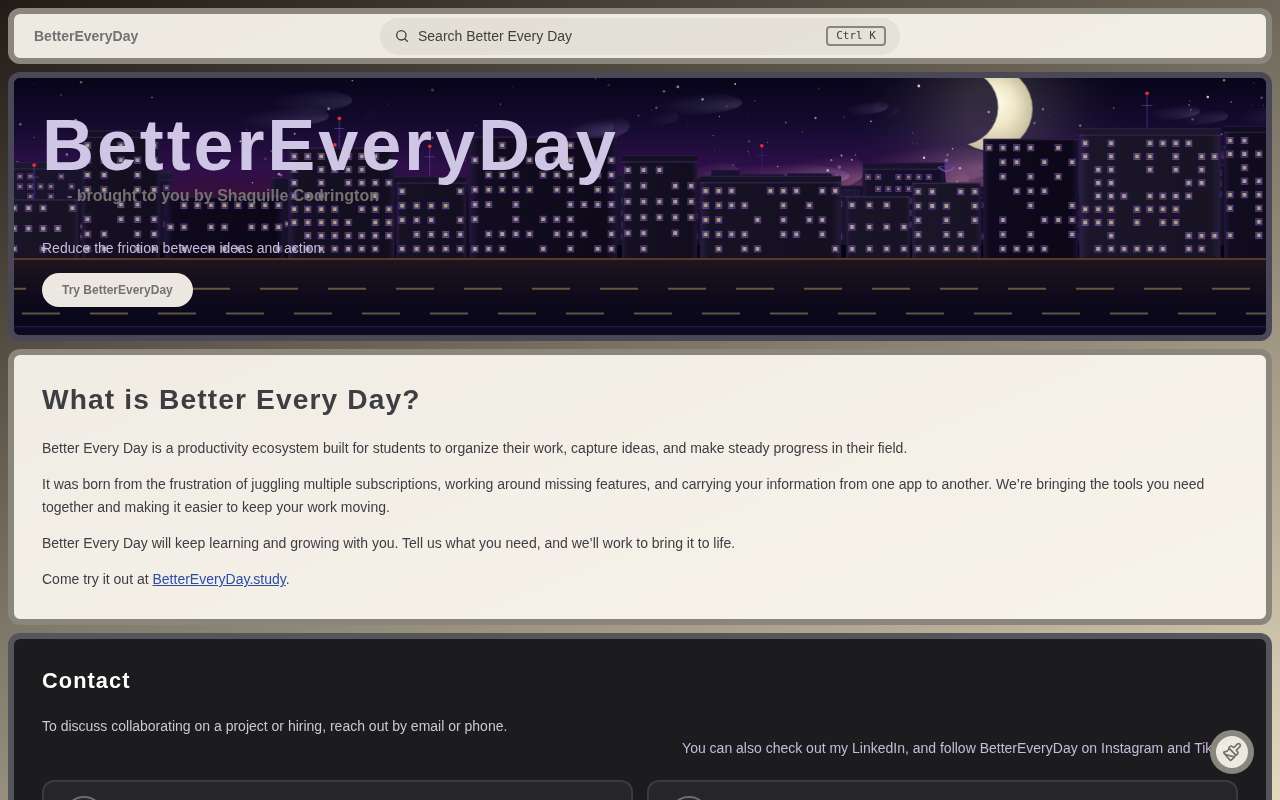 BetterEveryDay
Search Better Every Day
Ctrl K
BetterEveryDay
- brought to you by Shaquille Codrington
Reduce the friction between ideas and action.
Try BetterEveryDay
What is Better Every Day?
Better Every Day is a productivity ecosystem built for students to organize their work, capture ideas, and make steady progress in their field.
It was born from the frustration of juggling multiple subscriptions, working around missing features, and carrying your information from one app to another. We’re bringing the tools you need
together and making it easier to keep your work moving.
Better Every Day will keep learning and growing with you. Tell us what you need, and we’ll work to bring it to life.
Come try it out at BetterEveryDay.study.
Contact
To discuss collaborating on a project or hiring, reach out by email or phone.
You can also check out my LinkedIn, and follow BetterEveryDay on Instagram and